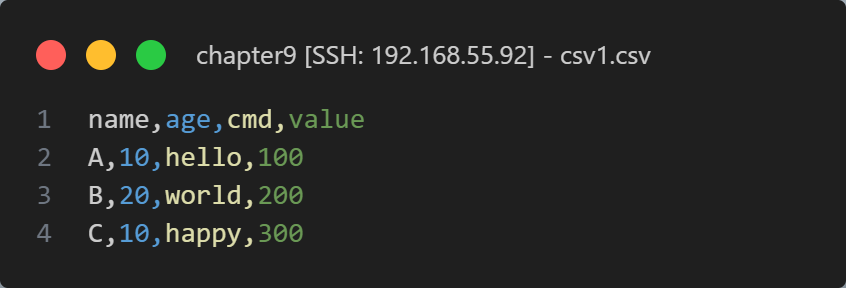 chapter9 [SSH: 192.168.55.92] - csv1.csv
1 name,age,cmd,value
2 A,10,hello,100
3 B,20,world,200
4 C,10,happy,300